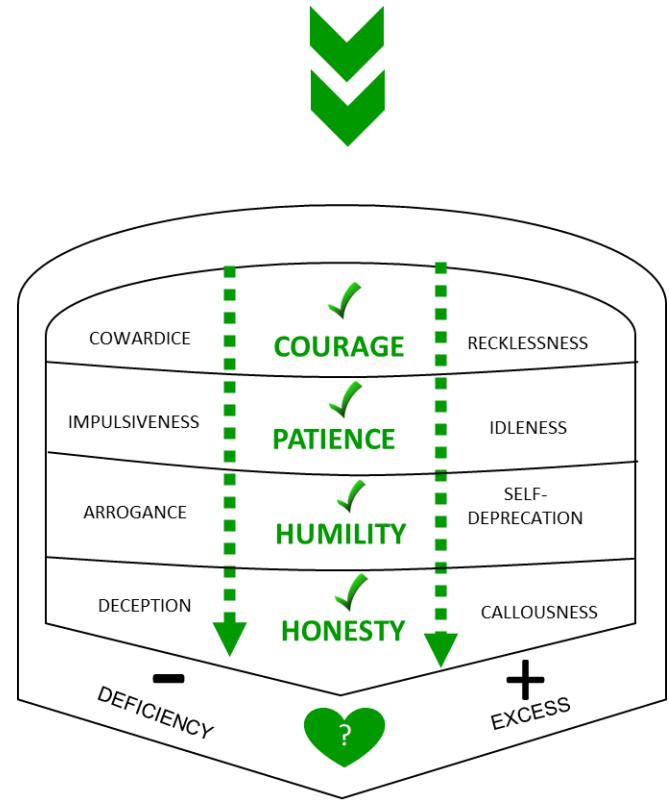 COWARDICE
COURAGE
RECKLESSNESS
IMPULSIVENESS
PATIENCE
IDLENESS
ARROGANCE
HUMILITY
SELF-
DEPRECATION
DECEPTION
HONESTY
CALLOUSNESS
-
DEFICIENCY
+
EXCESS
?